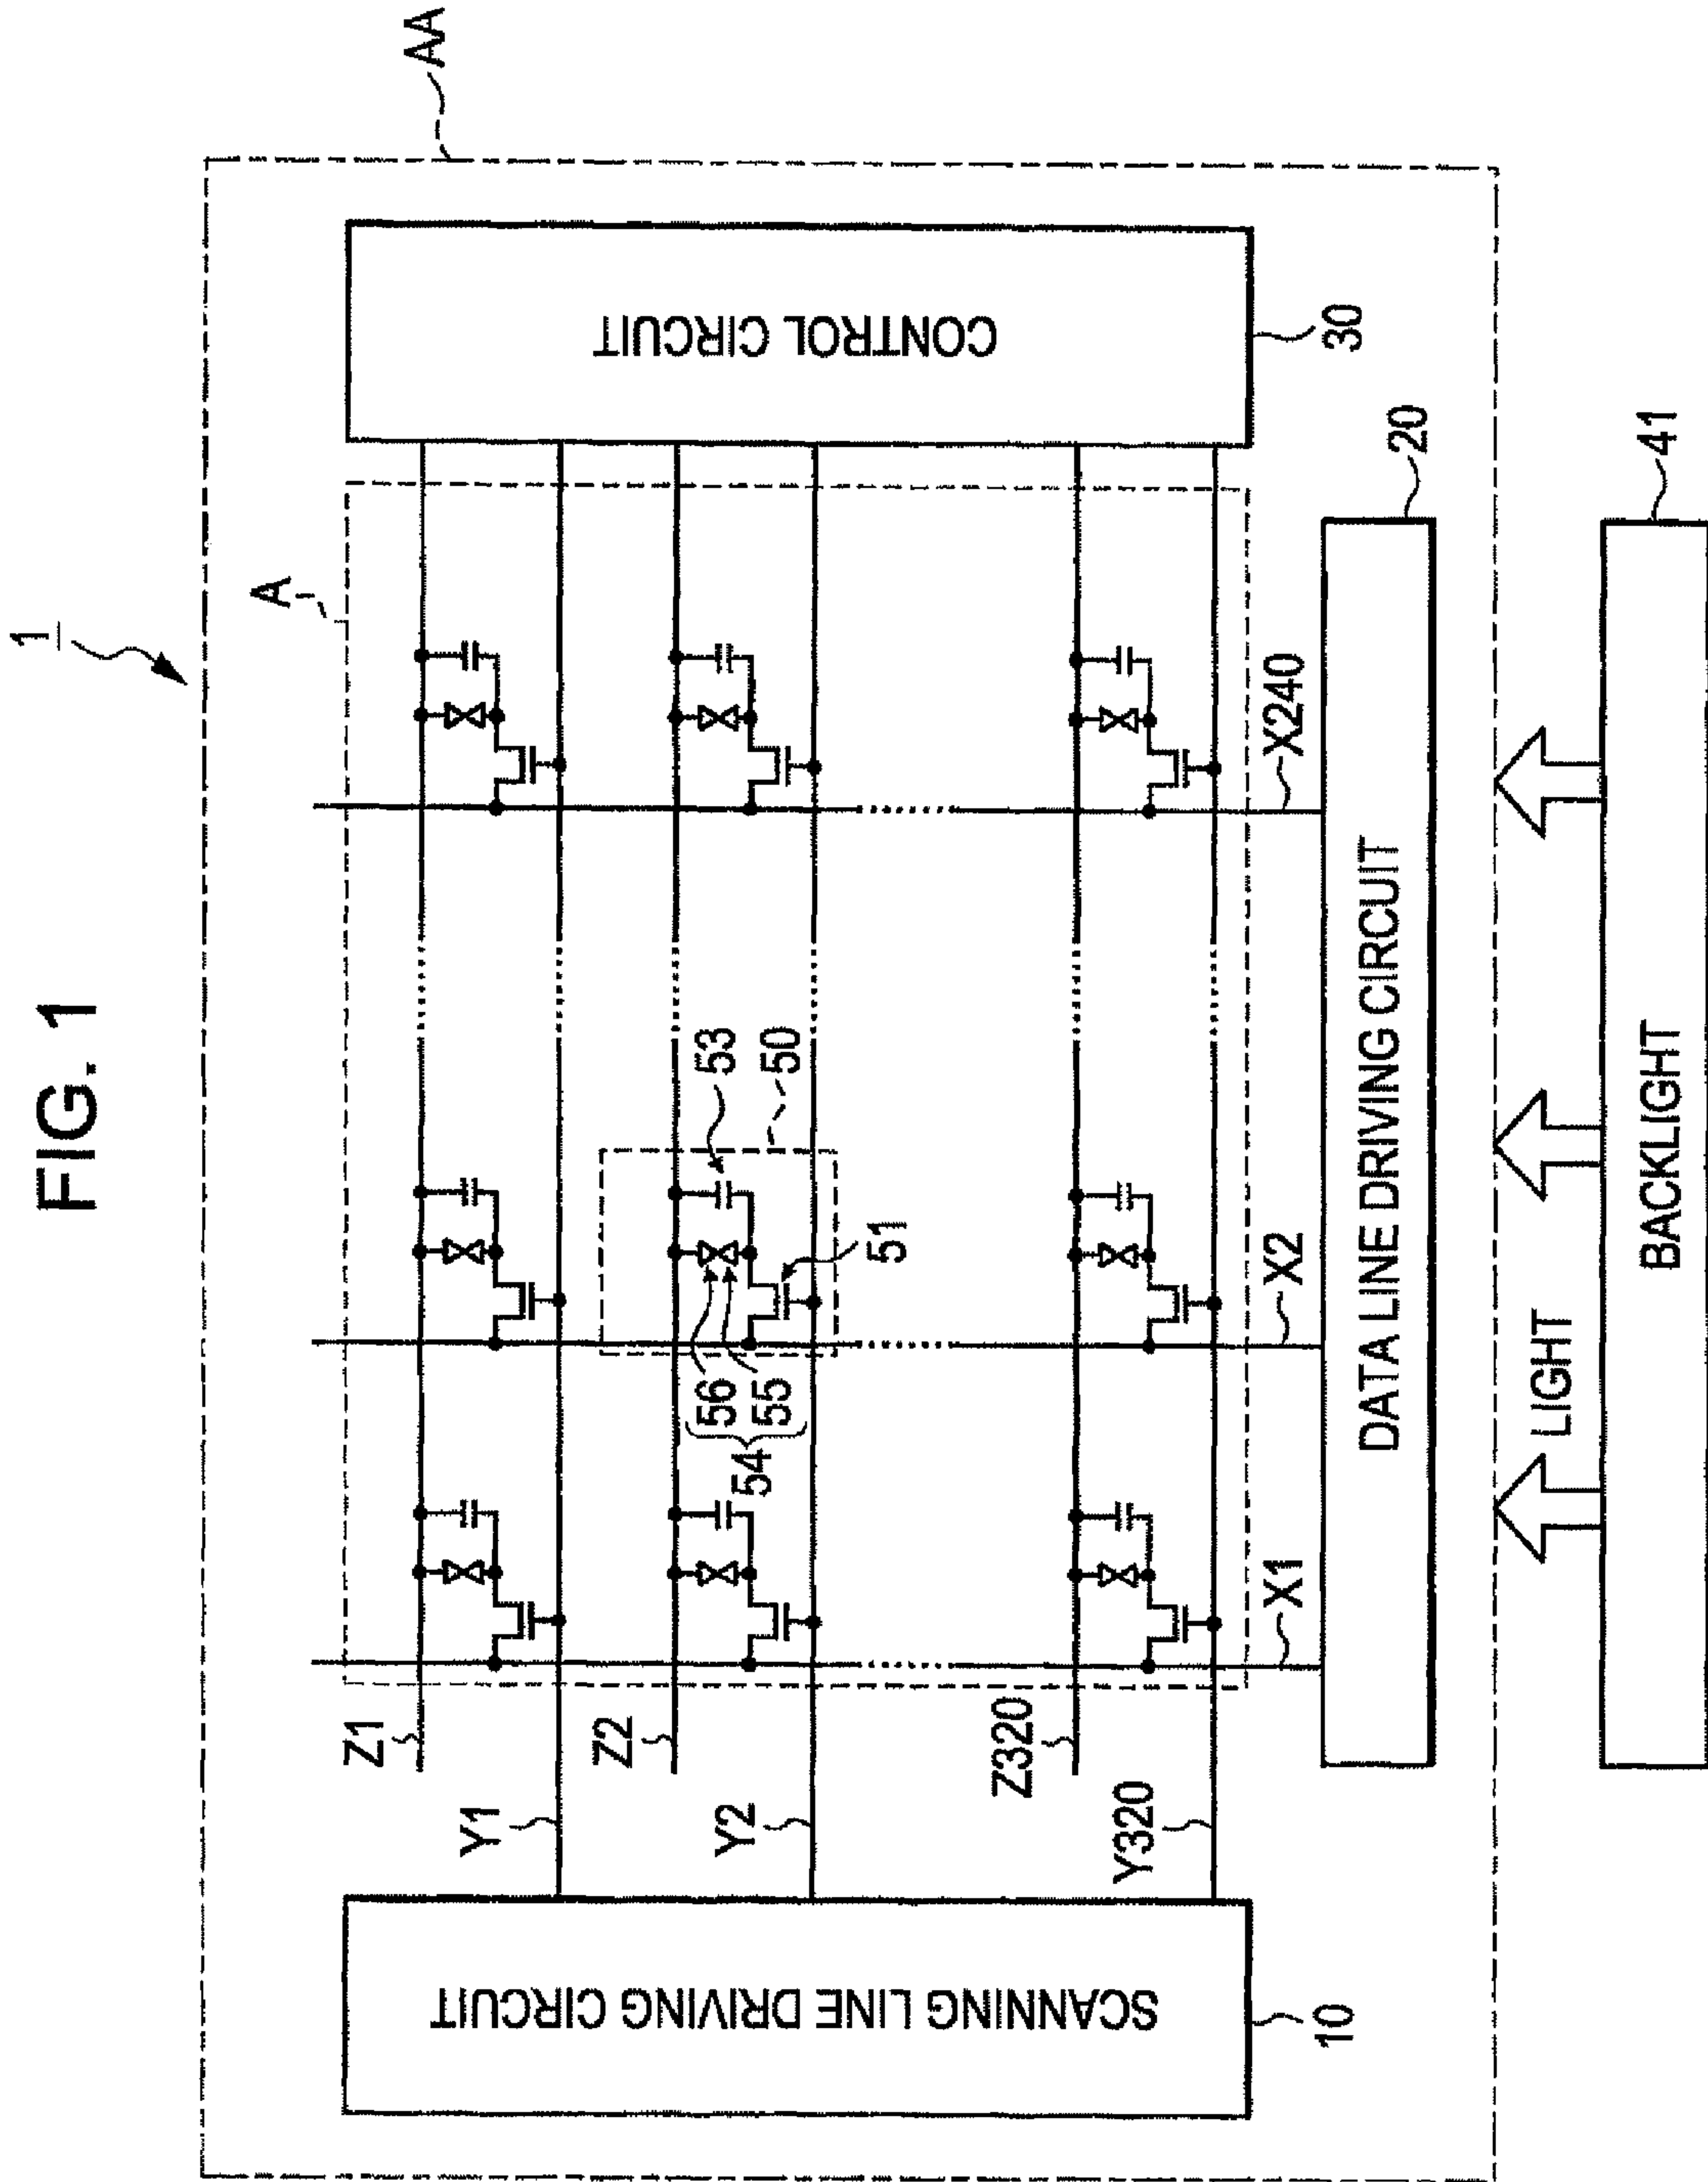 FIG. 1
1
AA
A
Z1
Y1
Z2
Y2
Z320
Y320
SCANNING LINE DRIVING CIRCUIT
10
CONTROL CIRCUIT
30
56
55
54
53
50
51
X1
X2
X240
DATA LINE DRIVING CIRCUIT
20
LIGHT
BACKLIGHT
41